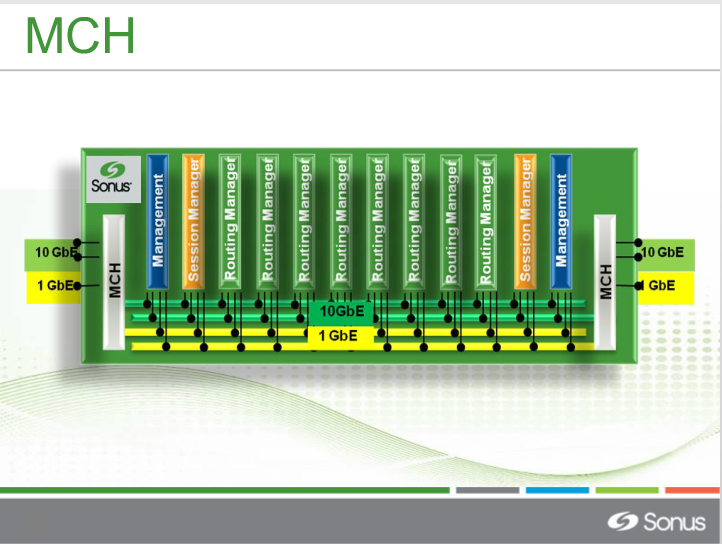 MCH
Sonus
Management
Session Manager
Routing Manager
Routing Manager
Routing Manager
Routing Manager
Routing Manager
Routing Manager
Routing Manager
Routing Manager
Session Manager
Management
MCH
MCH
10 GbE
1 GbE
10 GbE
1 GbE
10GbE
1 GbE
Sonus